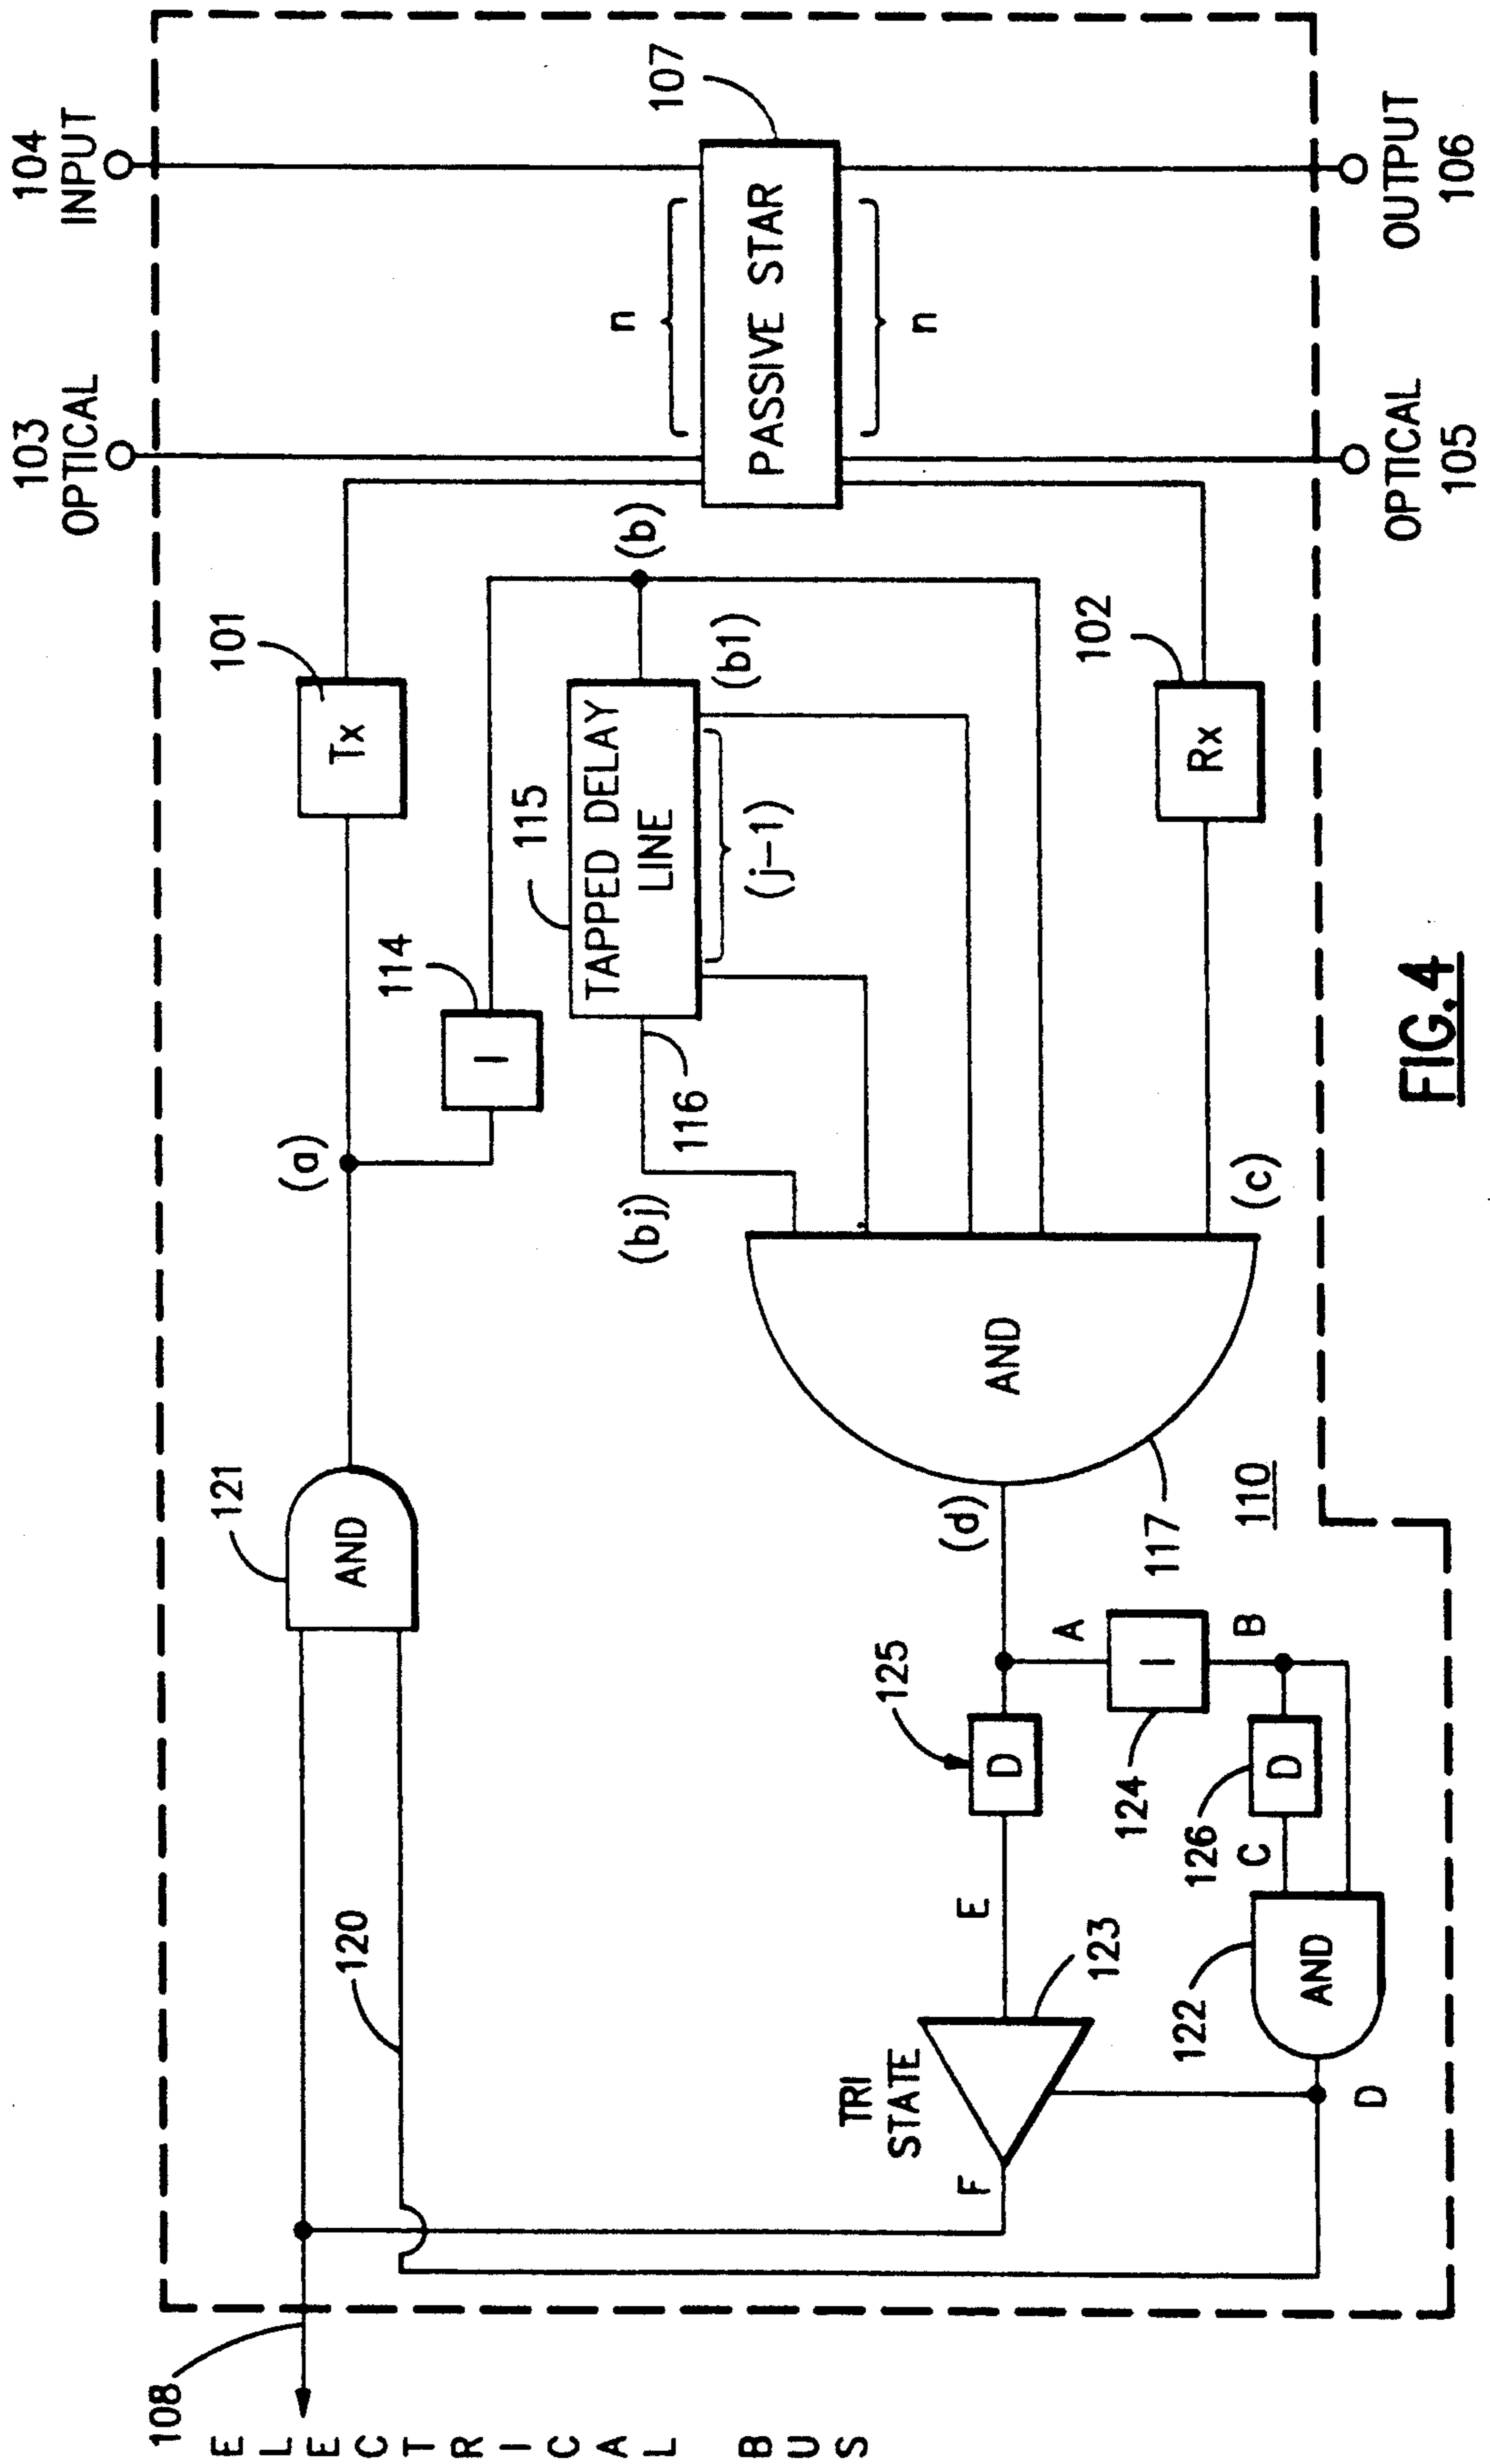 103
OPTICAL
104
INPUT
107
n
PASSIVE STAR
n
OPTICAL
105
OUTPUT
106
101
Tx
(b)
(b1)
102
Rx
115
TAPPED DELAY
LINE
(j-1)
114
I
116
(a)
(bj)
(c)
AND
117
110
(d)
121
AND
125
D
A
I
124
B
126
D
C
E
120
123
TRI
STATE
122
AND
D
F
108
ELECTRICAL BUS
FIG.4